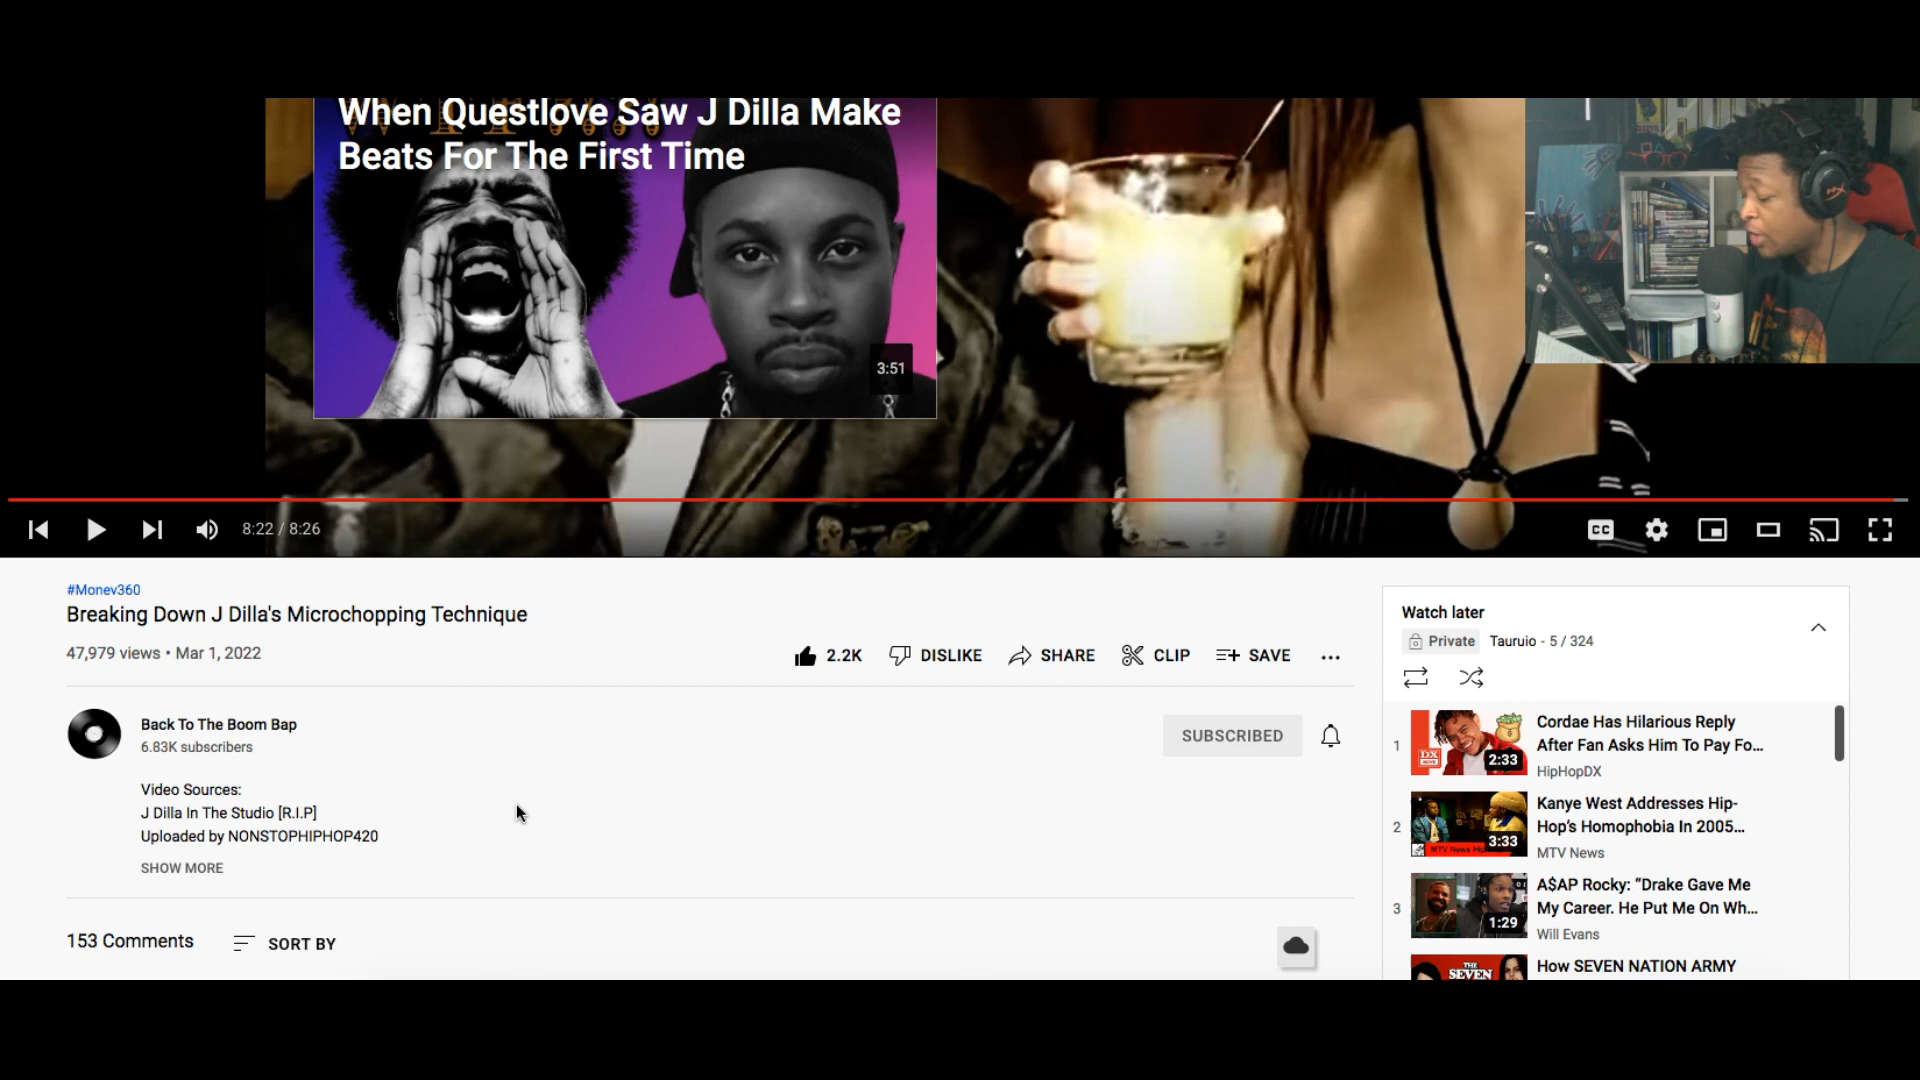 When Questlove Saw J Dilla Make
Beats For The First Time
3:51
8:22 / 8:26
CC
#Monev360
Breaking Down J Dilla's Microchopping Technique
47,979 views • Mar 1, 2022
2.2K
DISLIKE
SHARE
CLIP
SAVE
Back To The Boom Bap
6.83K subscribers
SUBSCRIBED
Video Sources:
J Dilla In The Studio [R.I.P]
Uploaded by NONSTOPHIPHOP420
SHOW MORE
153 Comments
SORT BY
Watch later
Private
Tauruio - 5 / 324
1
DX
2:33
Cordae Has Hilarious Reply
After Fan Asks Him To Pay Fo...
HipHopDX
2
3:33
Kanye West Addresses Hip-
Hop's Homophobia In 2005...
MTV News
3
1:29
A$AP Rocky: “Drake Gave Me
My Career. He Put Me On Wh...
Will Evans
THE
SEVEN
How SEVEN NATION ARMY